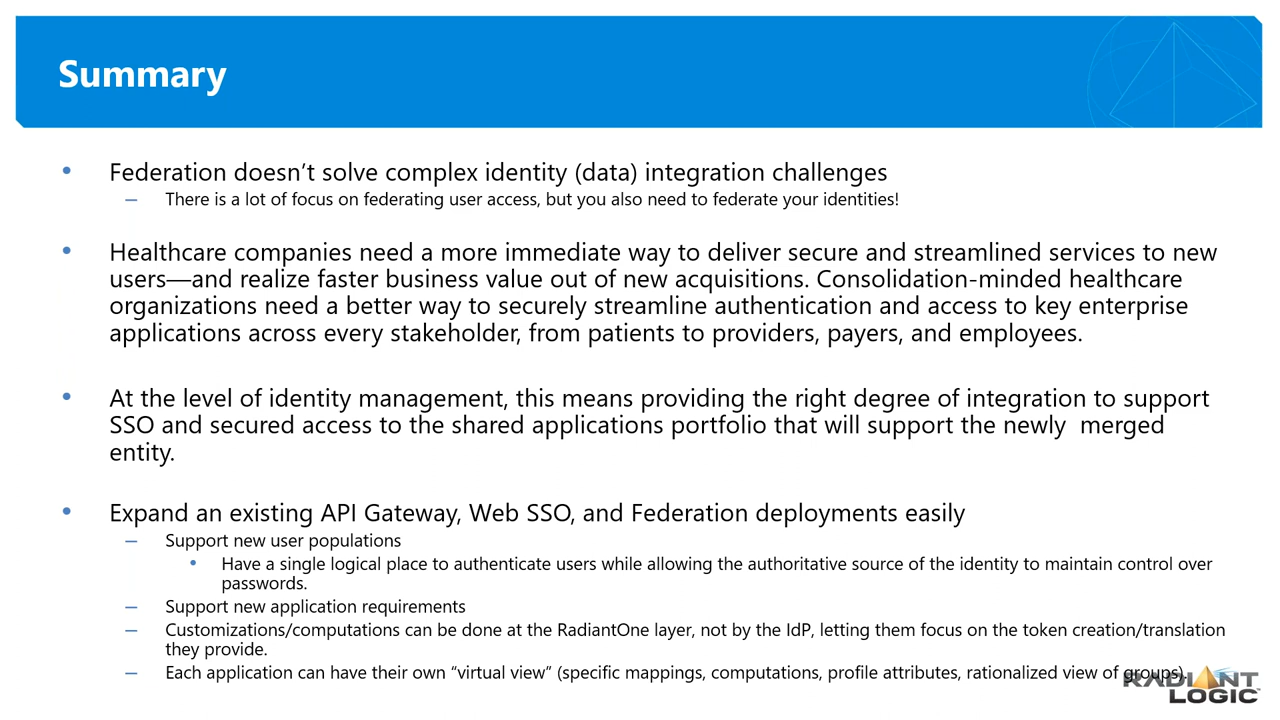 Summary
• Federation doesn’t solve complex identity (data) integration challenges
– There is a lot of focus on federating user access, but you also need to federate your identities!
• Healthcare companies need a more immediate way to deliver secure and streamlined services to new
users—and realize faster business value out of new acquisitions. Consolidation-minded healthcare
organizations need a better way to securely streamline authentication and access to key enterprise
applications across every stakeholder, from patients to providers, payers, and employees.
• At the level of identity management, this means providing the right degree of integration to support
SSO and secured access to the shared applications portfolio that will support the newly  merged
entity.
• Expand an existing API Gateway, Web SSO, and Federation deployments easily
– Support new user populations
• Have a single logical place to authenticate users while allowing the authoritative source of the identity to maintain control over
passwords.
– Support new application requirements
– Customizations/computations can be done at the RadiantOne layer, not by the IdP, letting them focus on the token creation/translation
they provide.
– Each application can have their own “virtual view” (specific mappings, computations, profile attributes, rationalized view of groups).
RADIANT
LOGIC